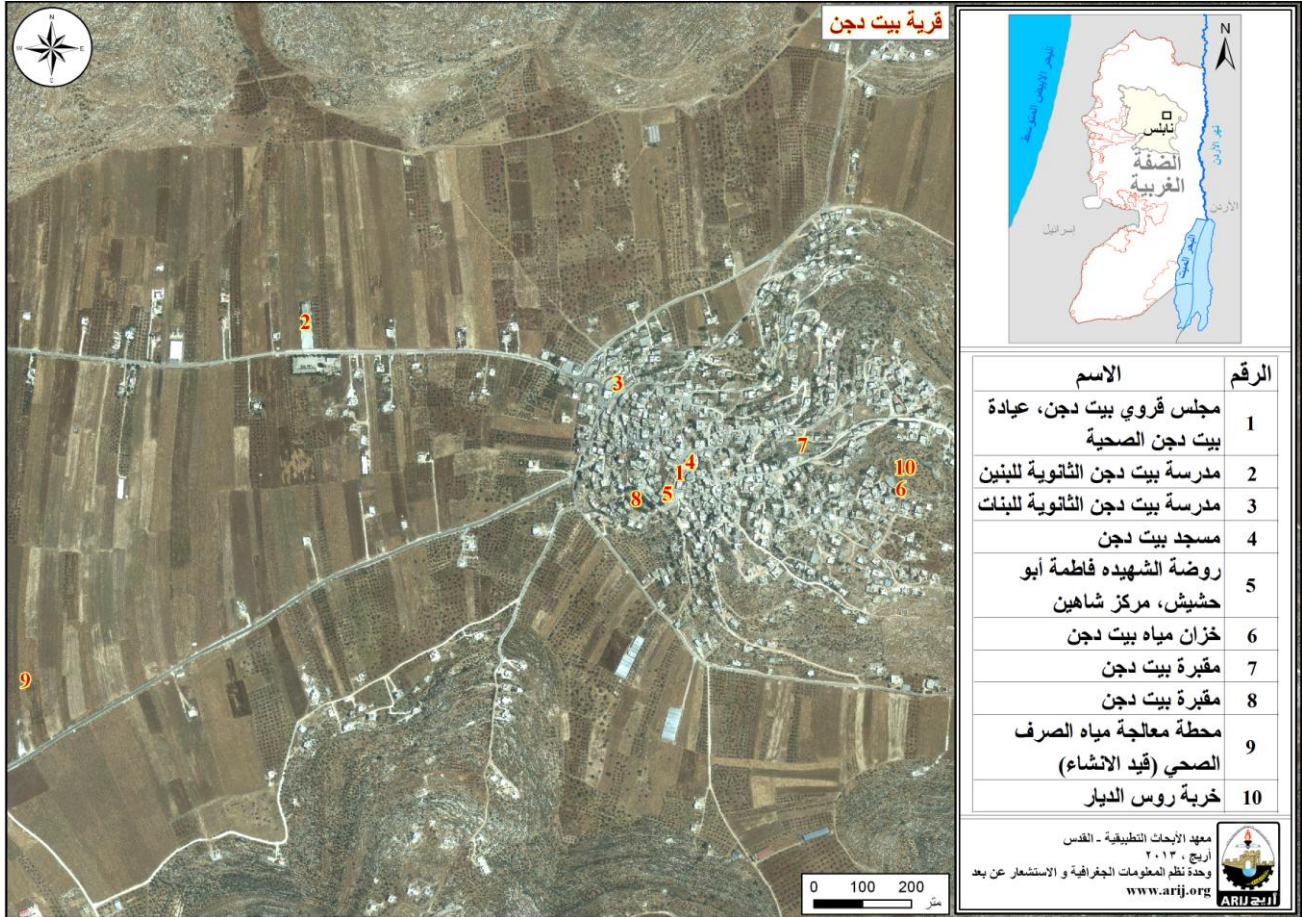 قرية بيت دجن
N
W
E
S
2
3
7
4
1
10
6
5
8
9
0 100 200
متر
N
البحر الابيض المتوسط
نابلس
نهر الأردن
الضفة
الغربية
الأردن
إسرائيل
البحر الميت
الرقم الاسم
1 مجلس قروي بيت دجن، عيادة
بيت دجن الصحية
2 مدرسة بيت دجن الثانوية للبنين
3 مدرسة بيت دجن الثانوية للبنات
4 مسجد بيت دجن
5 روضة الشهيده فاطمة أبو
حشيش، مركز شاهين
6 خزان مياه بيت دجن
7 مقبرة بيت دجن
8 مقبرة بيت دجن
9 محطة معالجة مياه الصرف
الصحي (قيد الانشاء)
10 خربة روس الديار
معهد الأبحاث التطبيقية - القدس
أريج ، ٢٠١٣
وحدة نظم المعلومات الجغرافية و الاستشعار عن بعد
www.arij.org
ARIJ أريج